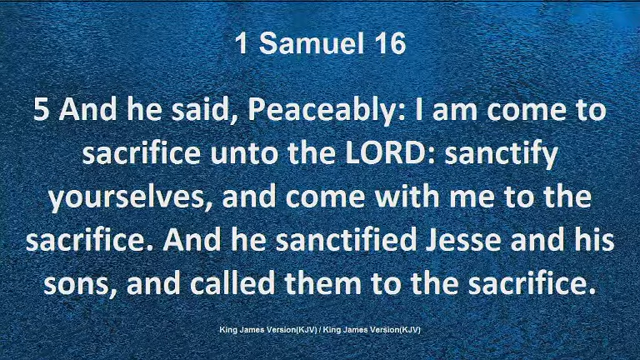 1 Samuel 16
5 And he said, Peaceably: I am come to
sacrifice unto the LORD: sanctify
yourselves, and come with me to the
sacrifice. And he sanctified Jesse and his
sons, and called them to the sacrifice.
King James Version(KJV) / King James Version(KJV)